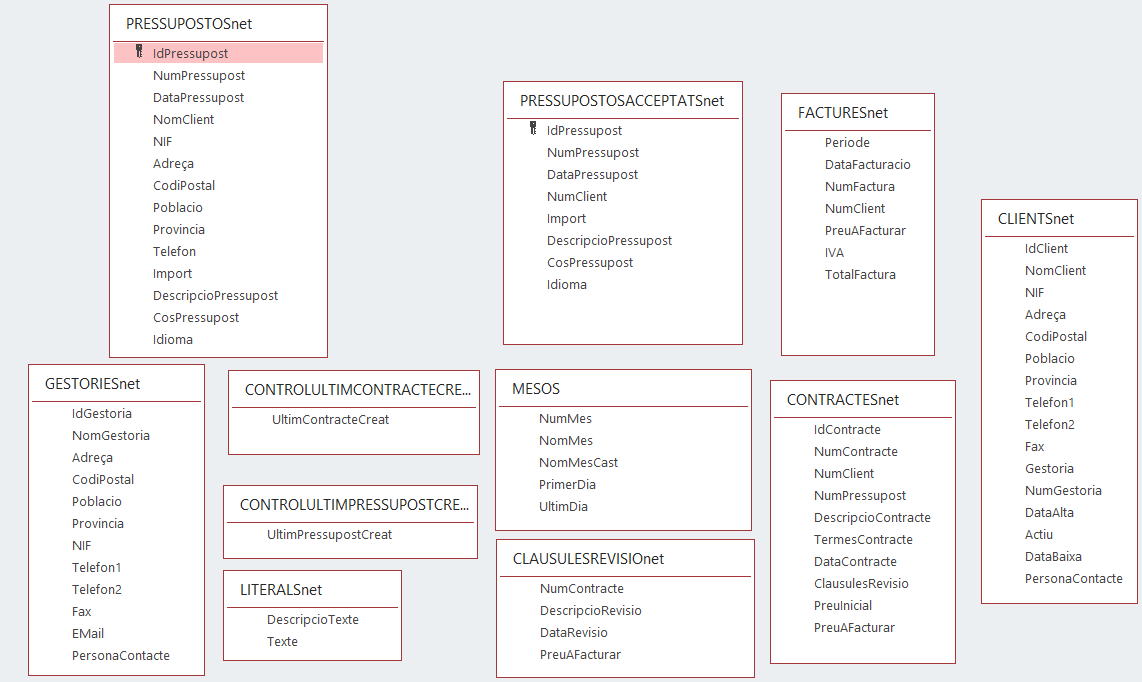 PRESSUPOSTOSnet
IdPressupost
NumPressupost
DataPressupost
NomClient
NIF
Adreça
CodiPostal
Poblacio
Provincia
Telefon
Import
DescripcioPressupost
CosPressupost
Idioma
PRESSUPOSTOSACCEPTATSnet
IdPressupost
NumPressupost
DataPressupost
NumClient
Import
DescripcioPressupost
CosPressupost
Idioma
FACTURESnet
Periode
DataFacturacio
NumFactura
NumClient
PreuAFacturar
IVA
TotalFactura
CLIENTSnet
IdClient
NomClient
NIF
Adreça
CodiPostal
Poblacio
Provincia
Telefon1
Telefon2
Fax
Gestoria
NumGestoria
DataAlta
Actiu
DataBaixa
PersonaContacte
GESTORIESnet
IdGestoria
NomGestoria
Adreça
CodiPostal
Poblacio
Provincia
NIF
Telefon1
Telefon2
Fax
EMail
PersonaContacte
CONTROLULTIMCONTRACTECRE...
UltimContracteCreat
CONTROLULTIMPRESSUPOSTCRE...
UltimPressupostCreat
LITERALSnet
DescripcioTexte
Texte
MESOS
NumMes
NomMes
NomMesCast
PrimerDia
UltimDia
CLAUSULESREVISIOnet
NumContracte
DescripcioRevisio
DataRevisio
PreuAFacturar
CONTRACTESnet
IdContracte
NumContracte
NumClient
NumPressupost
DescripcioContracte
TermesContracte
DataContracte
ClausulesRevisio
PreuInicial
PreuAFacturar